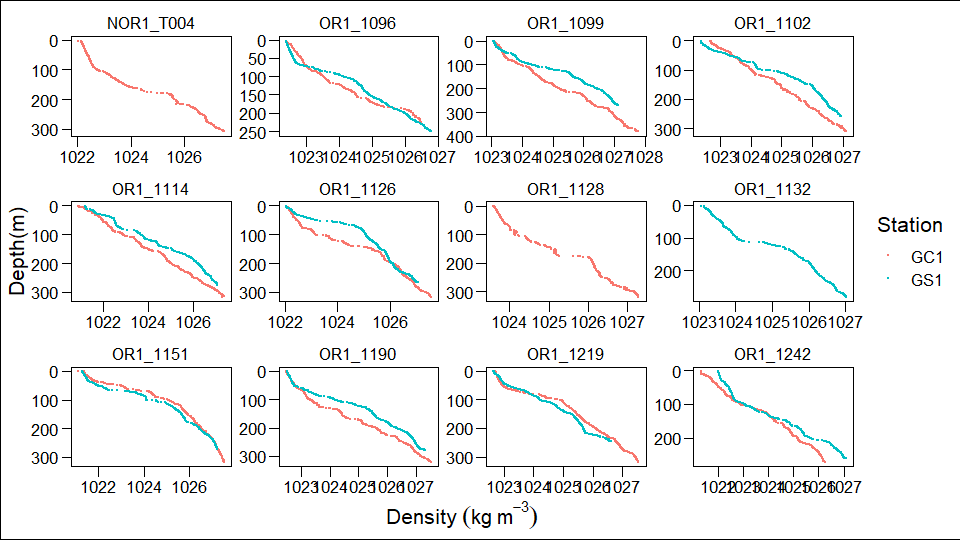 NOR1_T004 OR1_1096 OR1_1099 OR1_1102
0 100 200 300
0 50 100 150 200 250
0 100 200 300 400
0 100 200 300
1022 1024 1026
1023 1024 1025 1026 1027
1023 1024 1025 1026 1027 1028
1023 1024 1025 1026 1027
OR1_1114 OR1_1126 OR1_1128 OR1_1132
0 100 200 300
0 100 200 300
0 100 200 300
0 100 200
1022 1024 1026
1022 1024 1026
1024 1025 1026 1027
1023 1024 1025 1026 1027
OR1_1151 OR1_1190 OR1_1219 OR1_1242
0 100 200 300
0 100 200 300
0 100 200 300
0 100 200
1022 1024 1026
1023 1024 1025 1026 1027
1023 1024 1025 1026 1027
1022 1023 1024 1025 1026 1027
Depth(m)
Density (kg m⁻³)
Station
GC1
GS1